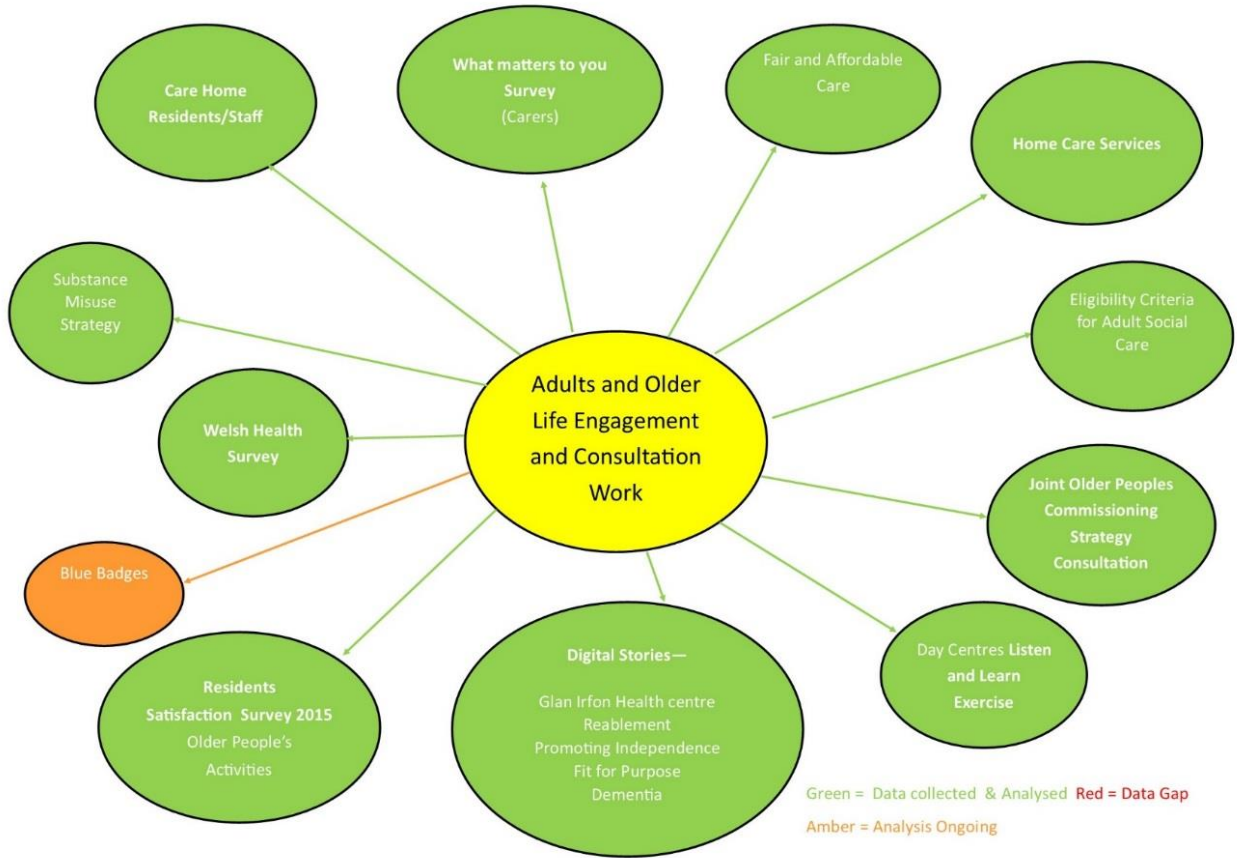 Care Home
Residents/Staff
What matters to you
Survey
(Carers)
Fair and Affordable
Care
Home Care Services
Substance
Misuse
Strategy
Eligibility Criteria
for Adult Social
Care
Adults and Older
Life Engagement
and Consultation
Work
Welsh Health
Survey
Joint Older Peoples
Commissioning
Strategy
Consultation
Blue Badges
Residents
Satisfaction Survey 2015
Older People's
Activities
Digital Stories—
Glan Irfon Health centre
Reablement
Promoting Independence
Fit for Purpose
Dementia
Day Centres Listen
and Learn
Exercise
Green = Data collected & Analysed Red = Data Gap
Amber = Analysis Ongoing